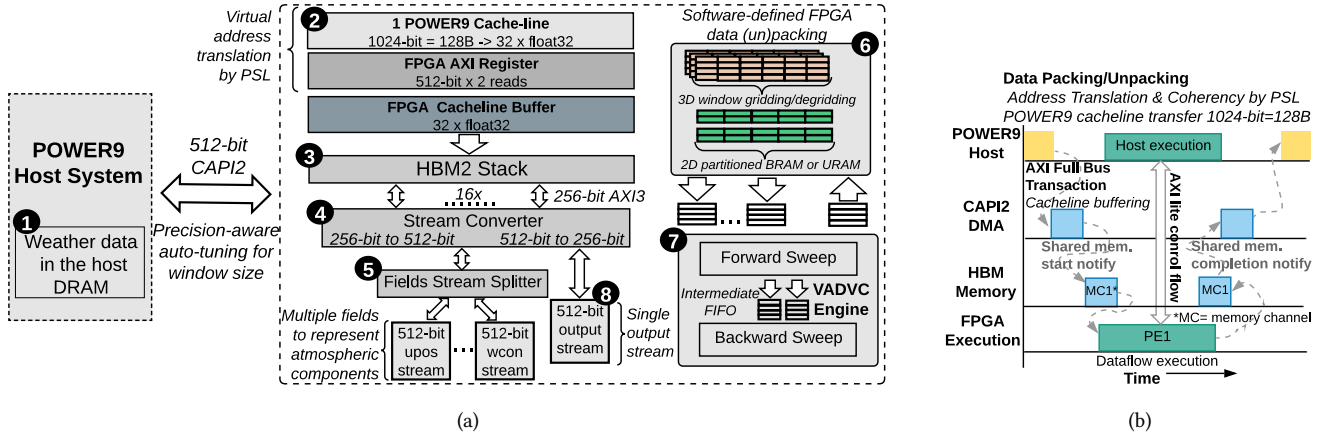 POWER9
Host System
1
Weather data
in the host
DRAM
512-bit
CAPI2
Precision-aware
auto-tuning for
window size
Virtual
address
translation
by PSL
2
1 POWER9 Cache-line
1024-bit = 128B -> 32 x float32
FPGA AXI Register
512-bit x 2 reads
FPGA Cacheline Buffer
32 x float32
3
HBM2 Stack
16x
256-bit AXI3
4
Stream Converter
256-bit to 512-bit 512-bit to 256-bit
5
Fields Stream Splitter
Multiple fields
to represent
atmospheric
components
512-bit
upos
stream
...
512-bit
wcon
stream
8
512-bit
output
stream
Single
output
stream
Software-defined FPGA
data (un)packing
6
3D window gridding/degridding
2D partitioned BRAM or URAM
...
7
Forward Sweep
Intermediate
FIFO
VADVC
Engine
Backward Sweep
(a)
Data Packing/Unpacking
Address Translation & Coherency by PSL
POWER9 cacheline transfer 1024-bit=128B
POWER9
Host
Host execution
AXI Full Bus
Transaction
Cacheline buffering
AXI lite control flow
CAPI2
DMA
Shared mem.
start notify
Shared mem.
completion notify
HBM
Memory
MC1*
MC1
*MC= memory channel
FPGA
Execution
PE1
Dataflow execution
Time
(b)